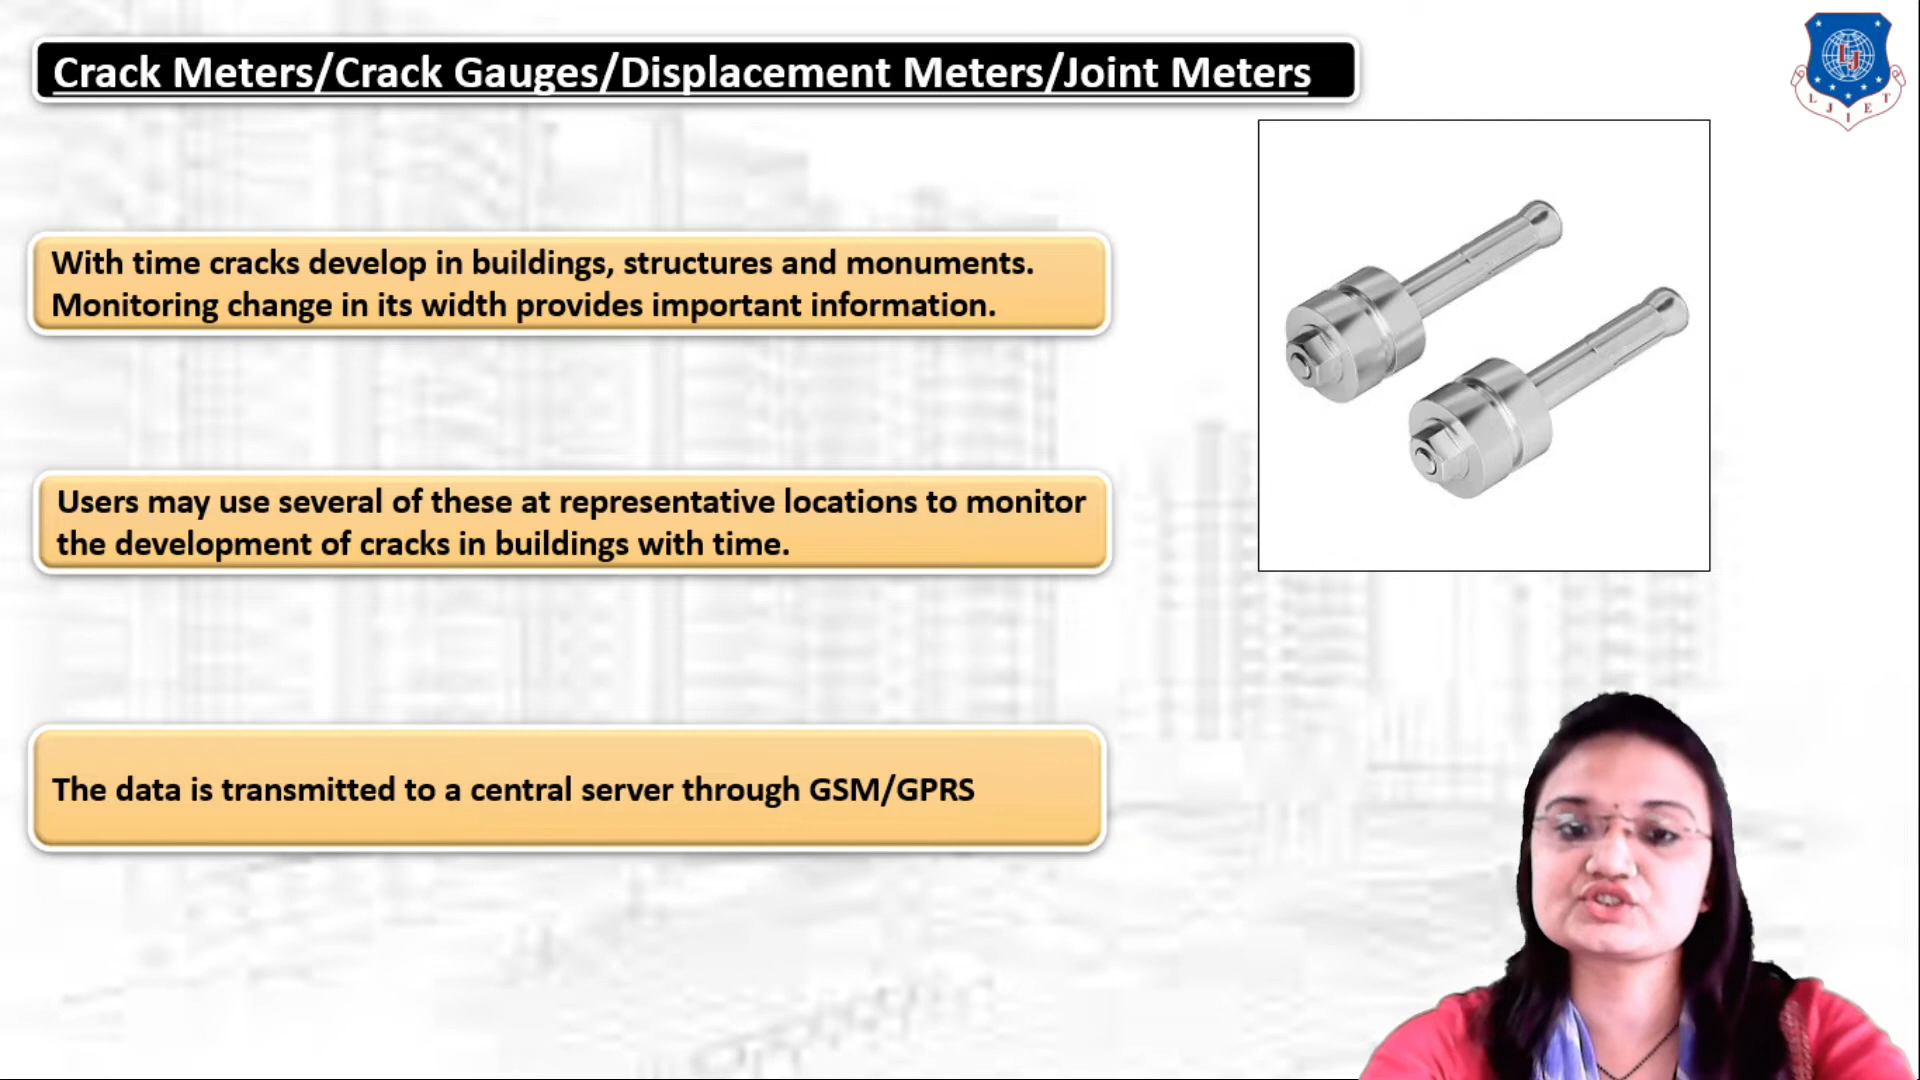 Crack Meters/Crack Gauges/Displacement Meters/Joint Meters
With time cracks develop in buildings, structures and monuments.
Monitoring change in its width provides important information.
Users may use several of these at representative locations to monitor
the development of cracks in buildings with time.
The data is transmitted to a central server through GSM/GPRS
LJ
L J I E T